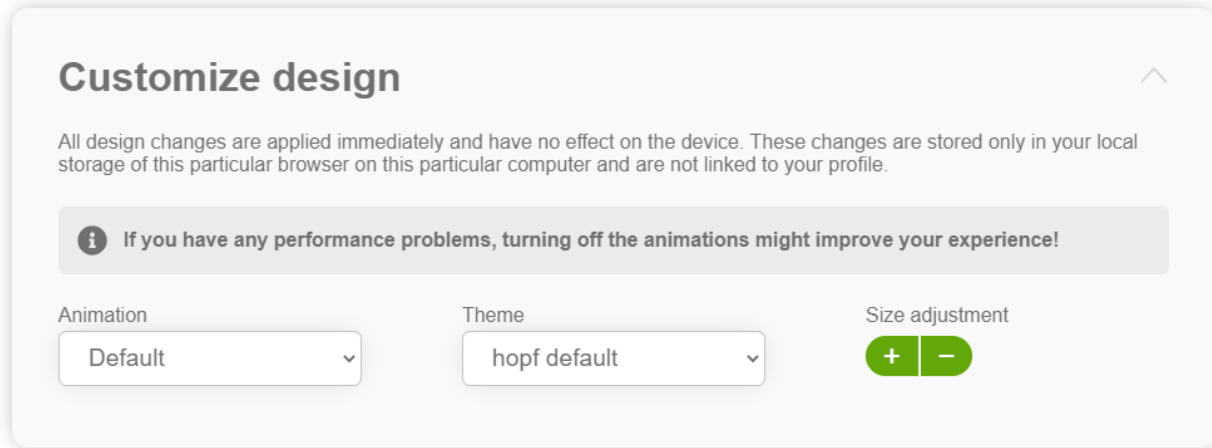 Customize design
All design changes are applied immediately and have no effect on the device. These changes are stored only in your local
storage of this particular browser on this particular computer and are not linked to your profile.
If you have any performance problems, turning off the animations might improve your experience!
Animation
Theme
Size adjustment
Default
hopf default
+ −